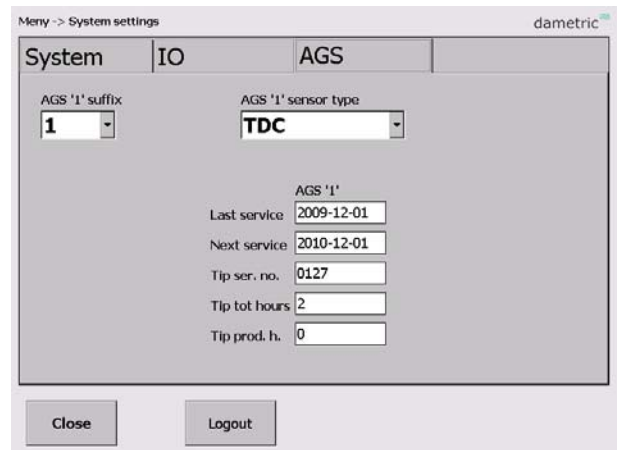 Meny -> System settings dametric
System IO AGS
AGS '1' suffix AGS '1' sensor type
1 TDC
AGS '1'
Last service 2009-12-01
Next service 2010-12-01
Tip ser. no. 0127
Tip tot hours 2
Tip prod. h. 0
Close Logout